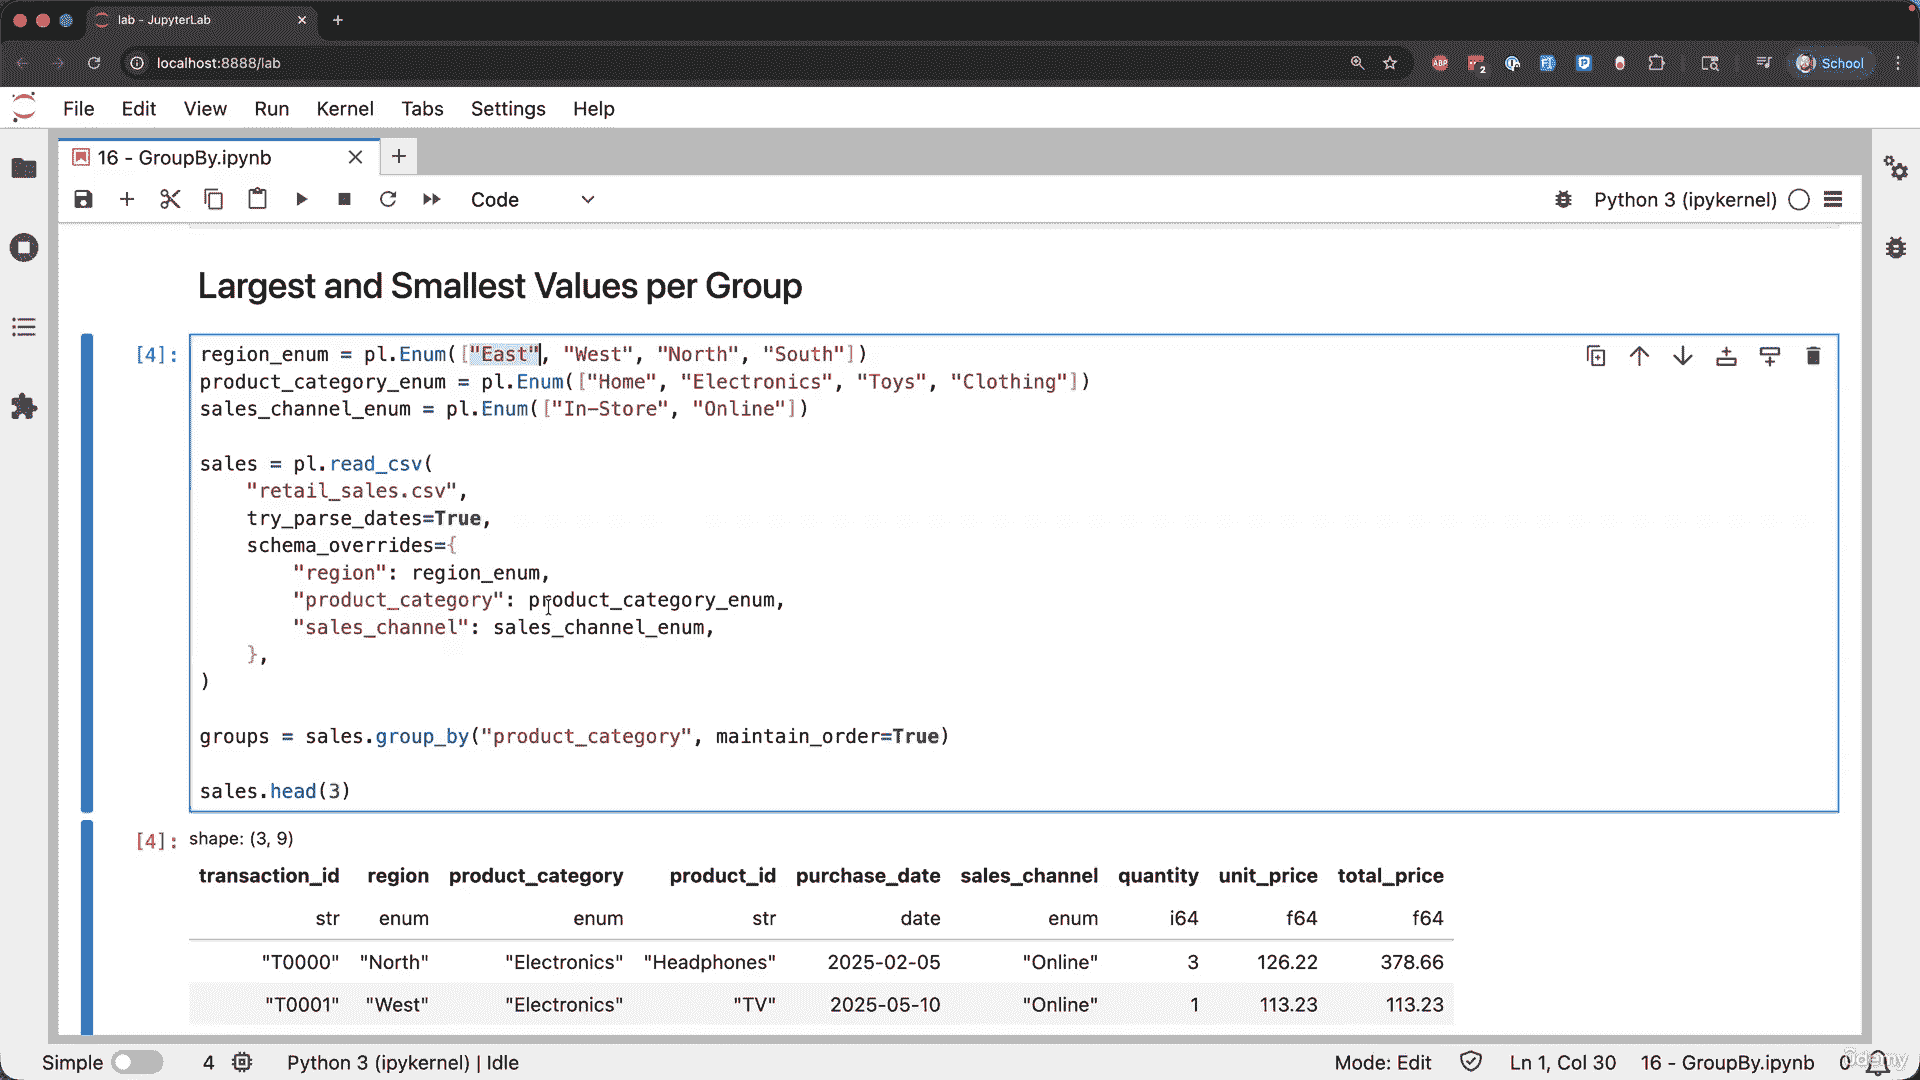 lab - JupyterLab
localhost:8888/lab
2
School
File Edit View Run Kernel Tabs Settings Help
16 - GroupBy.ipynb
Code
Python 3 (ipykernel)
Largest and Smallest Values per Group
[4]: region_enum = pl.Enum(["East", "West", "North", "South"])
product_category_enum = pl.Enum(["Home", "Electronics", "Toys", "Clothing"])
sales_channel_enum = pl.Enum(["In-Store", "Online"])
sales = pl.read_csv(
"retail_sales.csv",
try_parse_dates=True,
schema_overrides={
"region": region_enum,
"product_category": product_category_enum,
"sales_channel": sales_channel_enum,
},
)
groups = sales.group_by("product_category", maintain_order=True)
sales.head(3)
[4]: shape: (3, 9)
transaction_id region product_category product_id purchase_date sales_channel quantity unit_price total_price
str enum enum str date enum i64 f64 f64
"T0000" "North" "Electronics" "Headphones" 2025-02-05 "Online" 3 126.22 378.66
"T0001" "West" "Electronics" "TV" 2025-05-10 "Online" 1 113.23 113.23
Simple 4 Python 3 (ipykernel) | Idle Mode: Edit Ln 1, Col 30 16 - GroupBy.ipynb 0
udemy